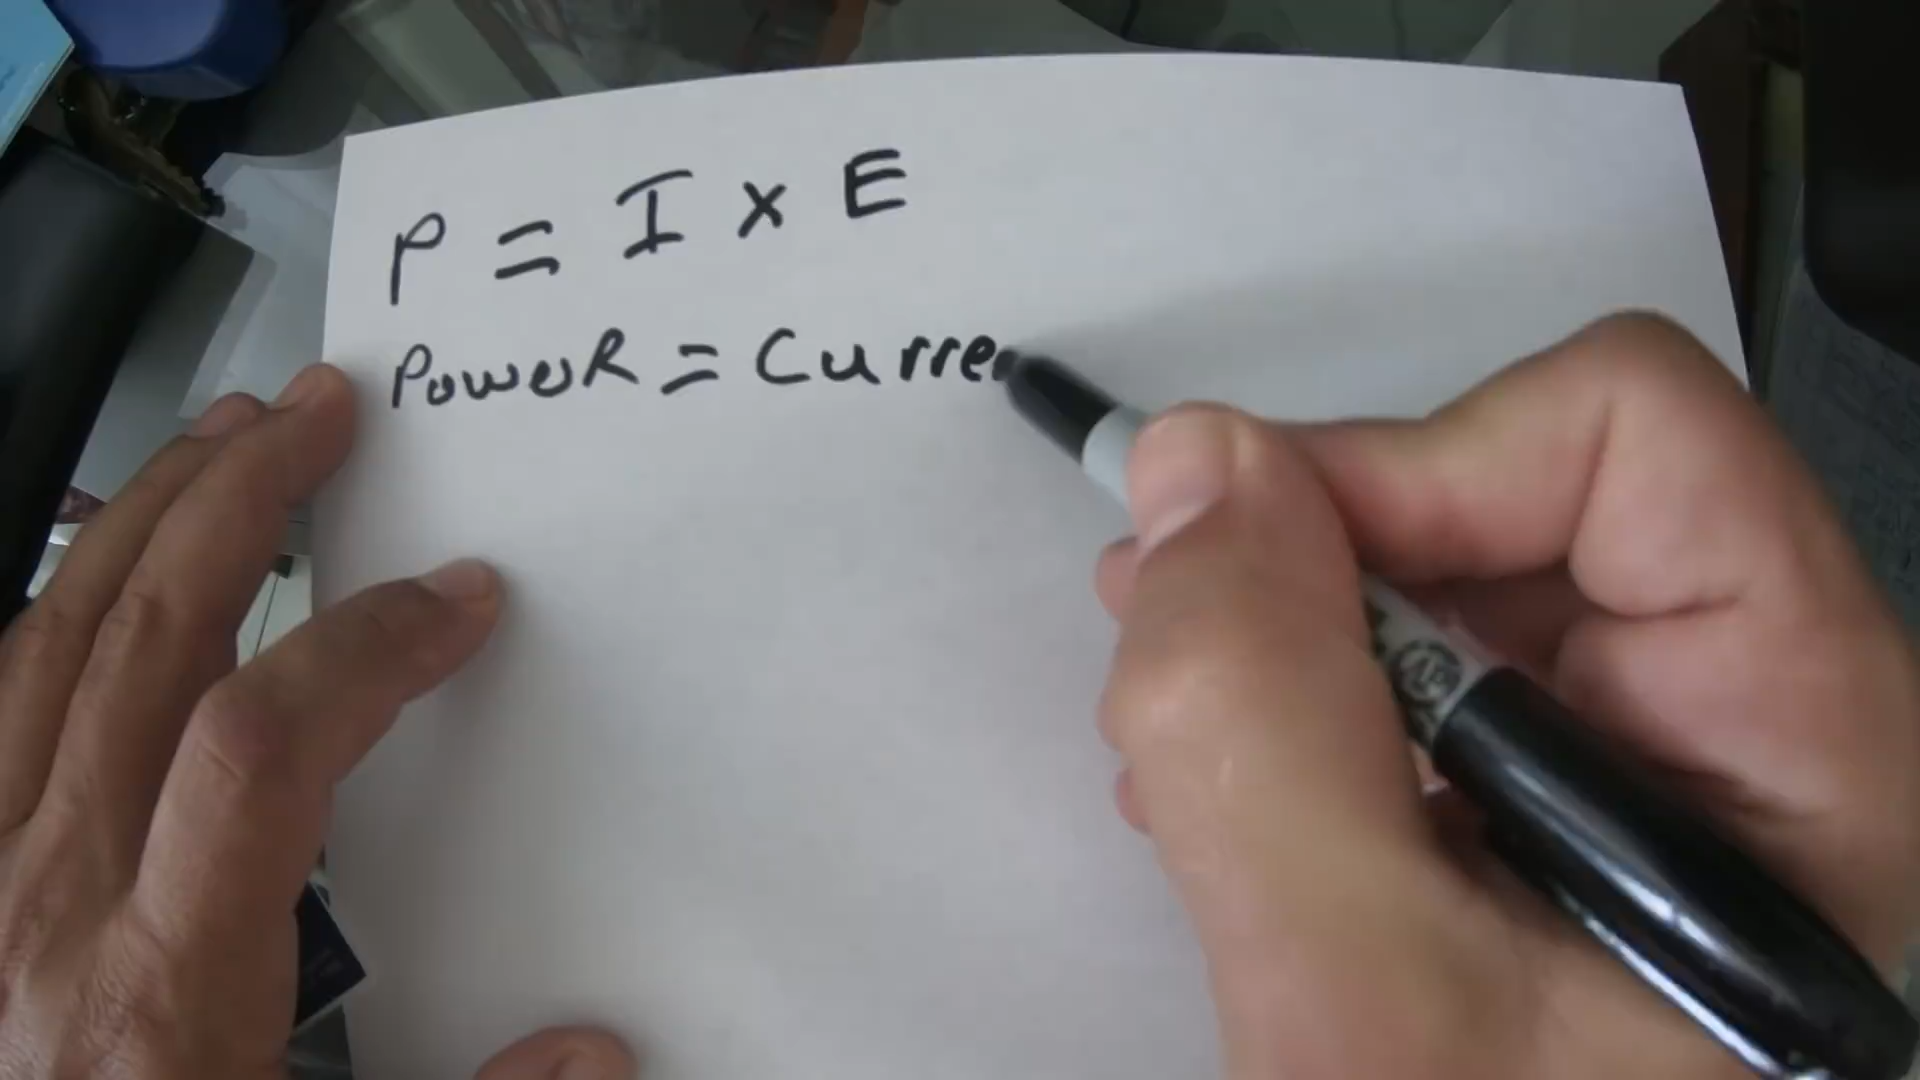 P = I x E
PoweR = Curre